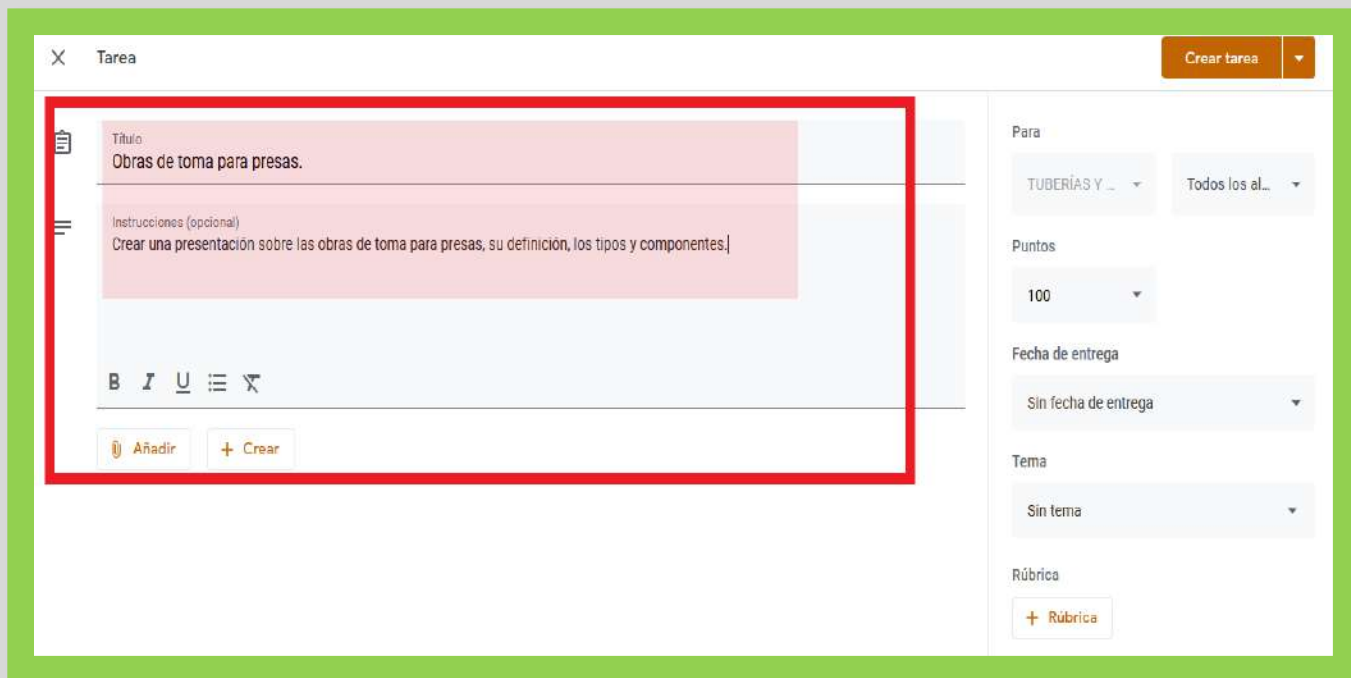 Tarea
Crear tarea
Título
Obras de toma para presas.
Instrucciones (opcional)
Crear una presentación sobre las obras de toma para presas, su definición, los tipos y componentes.
B I U
Añadir
+ Crear
Para
TUBERÍAS Y ...
Todos los al...
Puntos
100
Fecha de entrega
Sin fecha de entrega
Tema
Sin tema
Rúbrica
+ Rúbrica